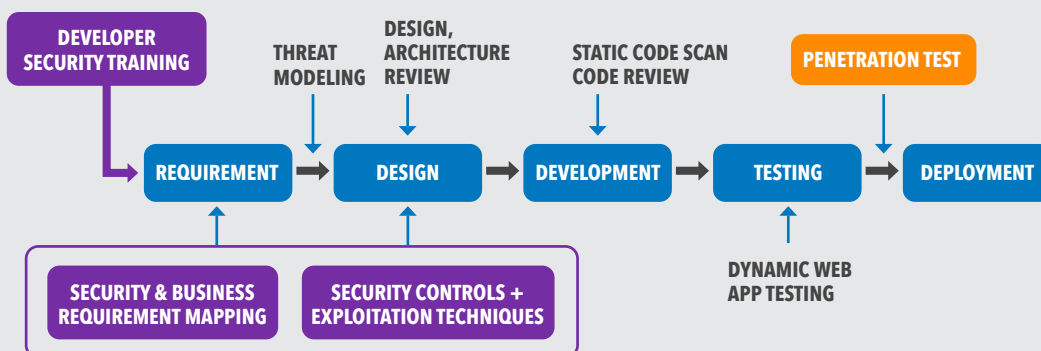 DEVELOPER
SECURITY TRAINING
THREAT
MODELING
DESIGN,
ARCHITECTURE
REVIEW
STATIC CODE SCAN
CODE REVIEW
PENETRATION TEST
REQUIREMENT
DESIGN
DEVELOPMENT
TESTING
DEPLOYMENT
SECURITY & BUSINESS
REQUIREMENT MAPPING
SECURITY CONTROLS +
EXPLOITATION TECHNIQUES
DYNAMIC WEB
APP TESTING